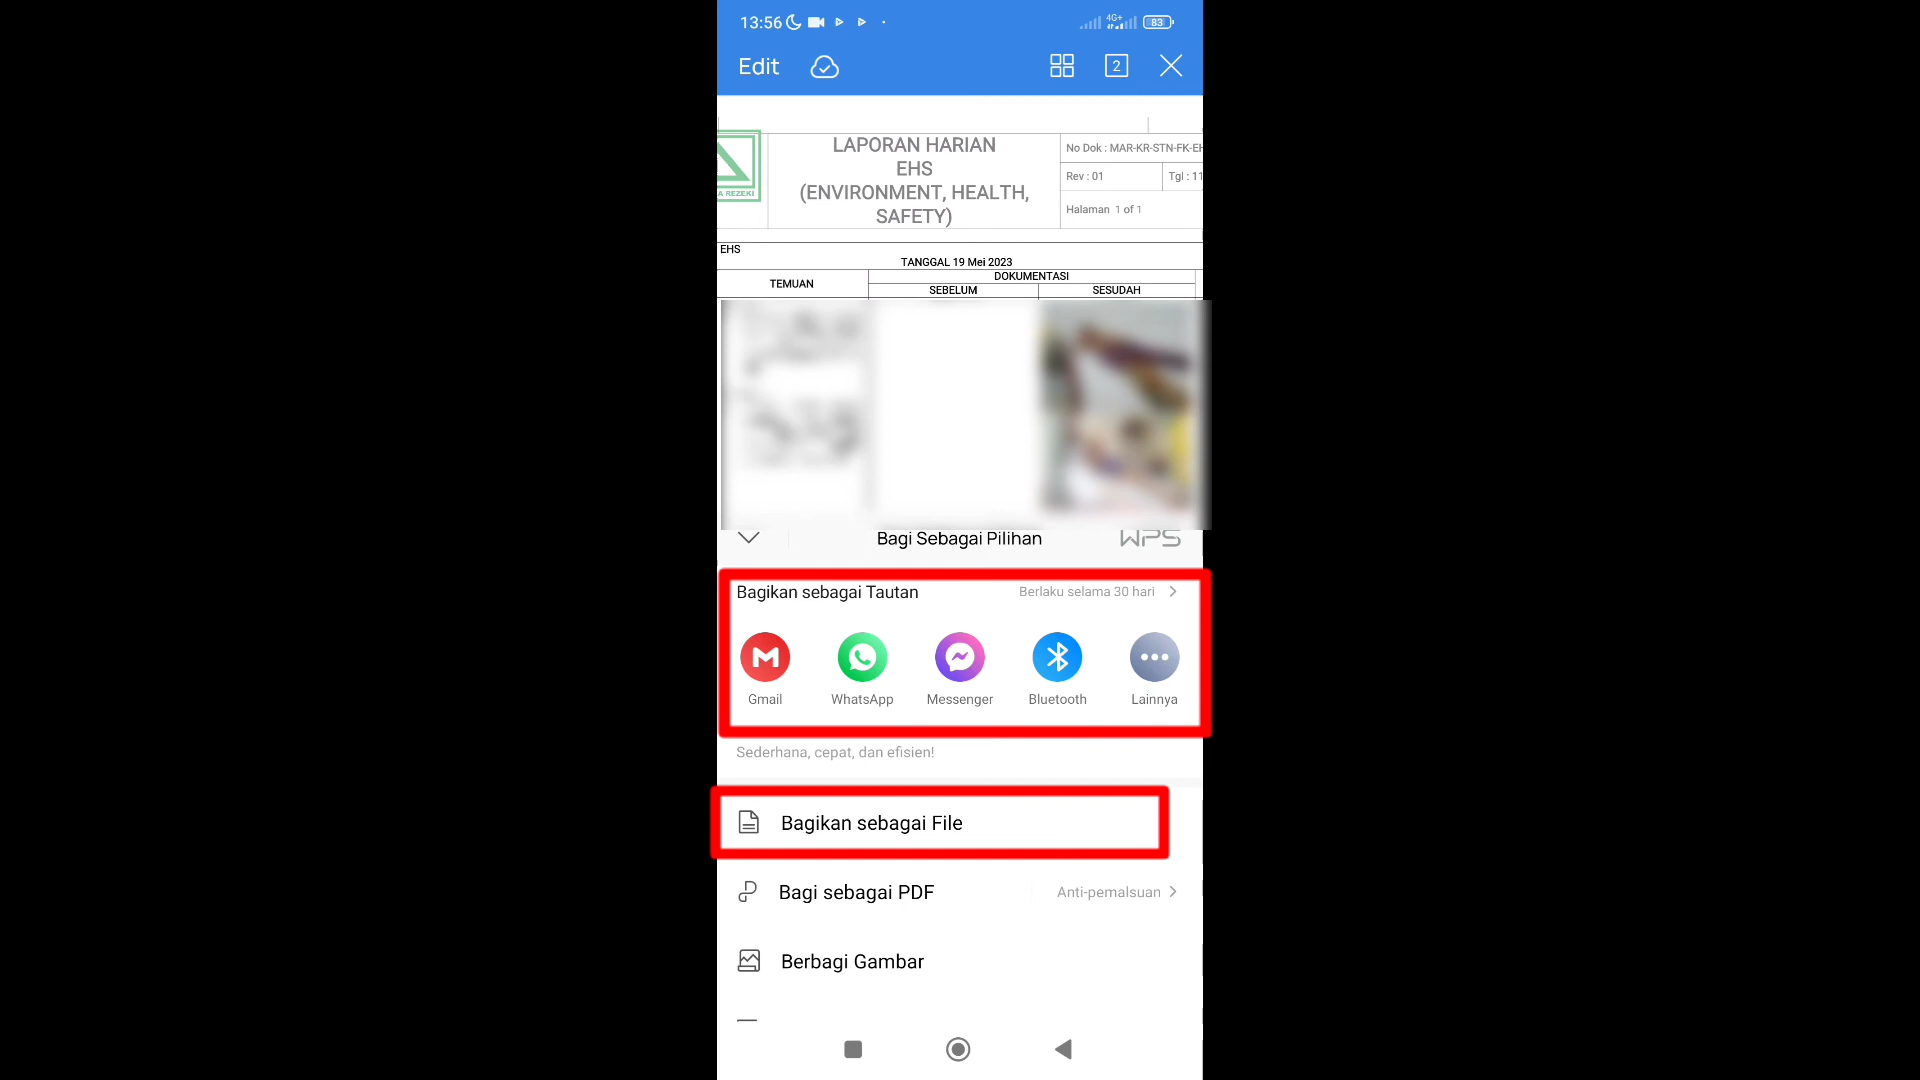 13:56
4G+
83
Edit
2
LAPORAN HARIAN
EHS
(ENVIRONMENT, HEALTH,
SAFETY)
A REZEKI
No Dok : MAR-KR-STN-FK-EH
Rev : 01
Tgl : 11
Halaman 1 of 1
EHS
TANGGAL 19 Mei 2023
TEMUAN
DOKUMENTASI
SEBELUM
SESUDAH
Bagi Sebagai Pilihan
WPS
Bagikan sebagai Tautan
Berlaku selama 30 hari
Gmail
WhatsApp
Messenger
Bluetooth
Lainnya
Sederhana, cepat, dan efisien!
Bagikan sebagai File
Bagi sebagai PDF
Anti-pemalsuan
Berbagi Gambar